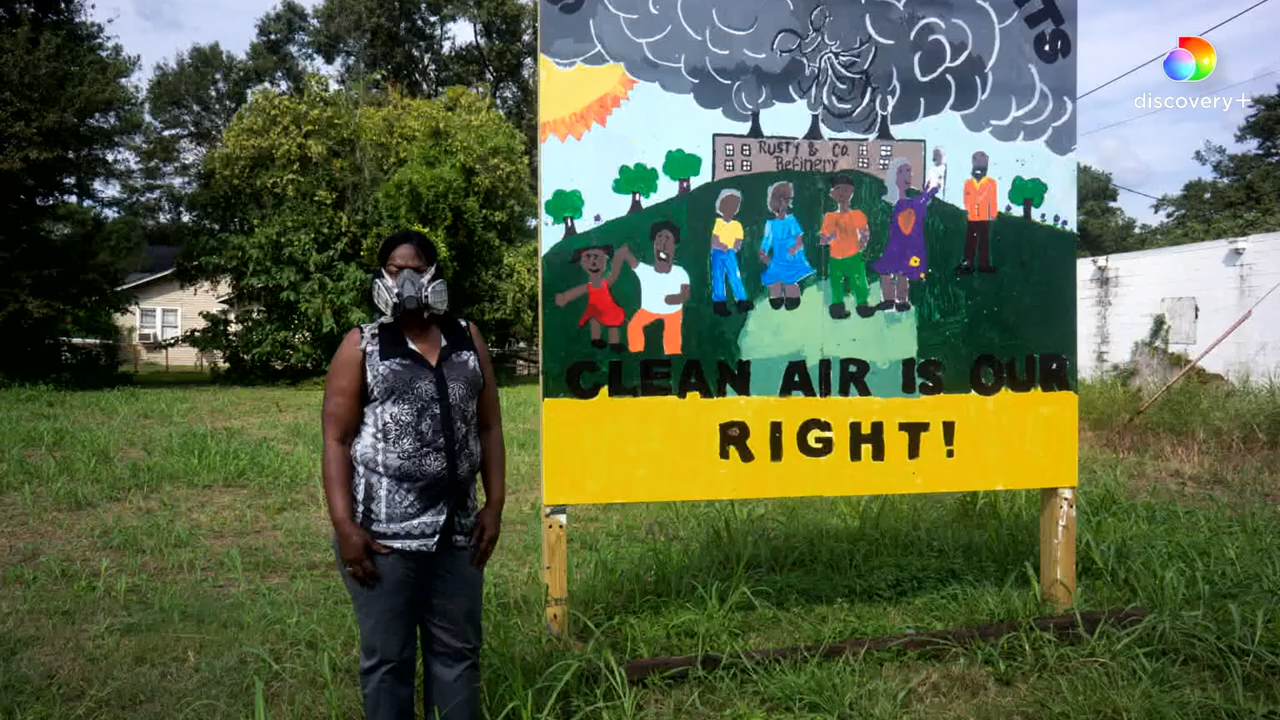 discovery+
RUSTY & CO.
Refinery
CLEAN AIR IS OUR
RIGHT!